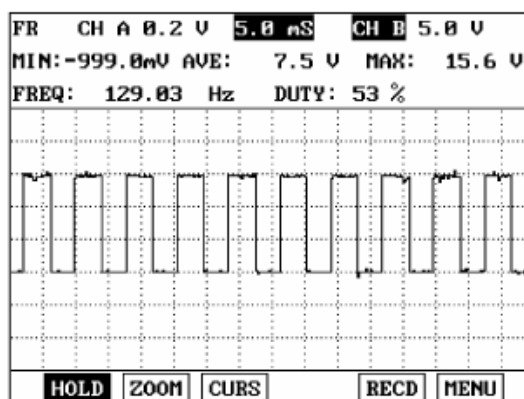 FR CH A 0.2 V 5.0 mS CH B 5.0 V
MIN:-999.0mV AVE: 7.5 V MAX: 15.6 V
FREQ: 129.03 Hz DUTY: 53 %
HOLD ZOOM CURS RECD MENU